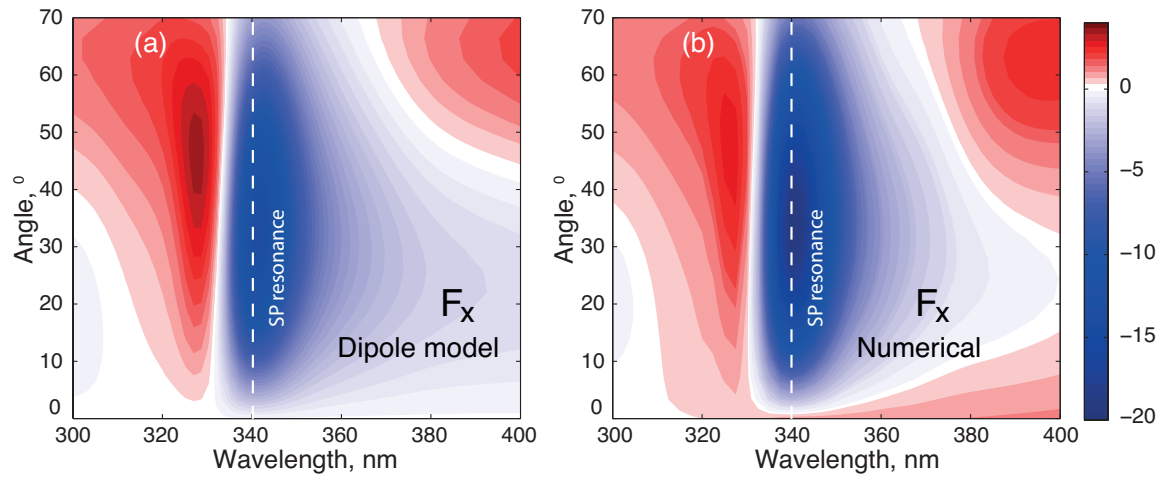 (a)
Angle, °
70
60
50
40
30
20
10
0
SP resonance
Fx
Dipole model
300
320
340
360
380
400
Wavelength, nm
(b)
Angle, °
70
60
50
40
30
20
10
0
SP resonance
Fx
Numerical
300
320
340
360
380
400
Wavelength, nm
0
−5
−10
−15
−20